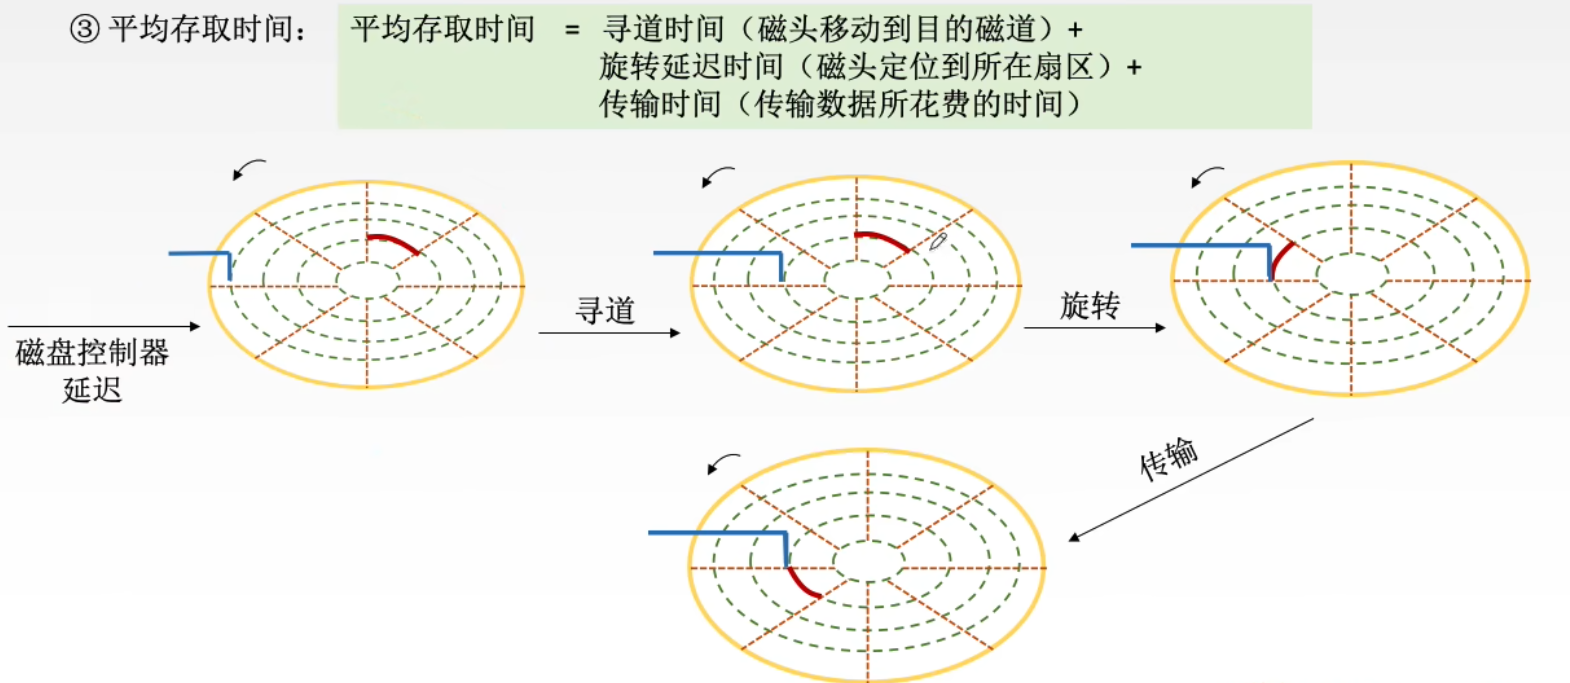 ③ 平均存取时间： 平均存取时间 = 寻道时间（磁头移动到目的磁道）+
旋转延迟时间（磁头定位到所在扇区）+
传输时间（传输数据所花费的时间）
磁盘控制器
延迟
寻道
旋转
传输